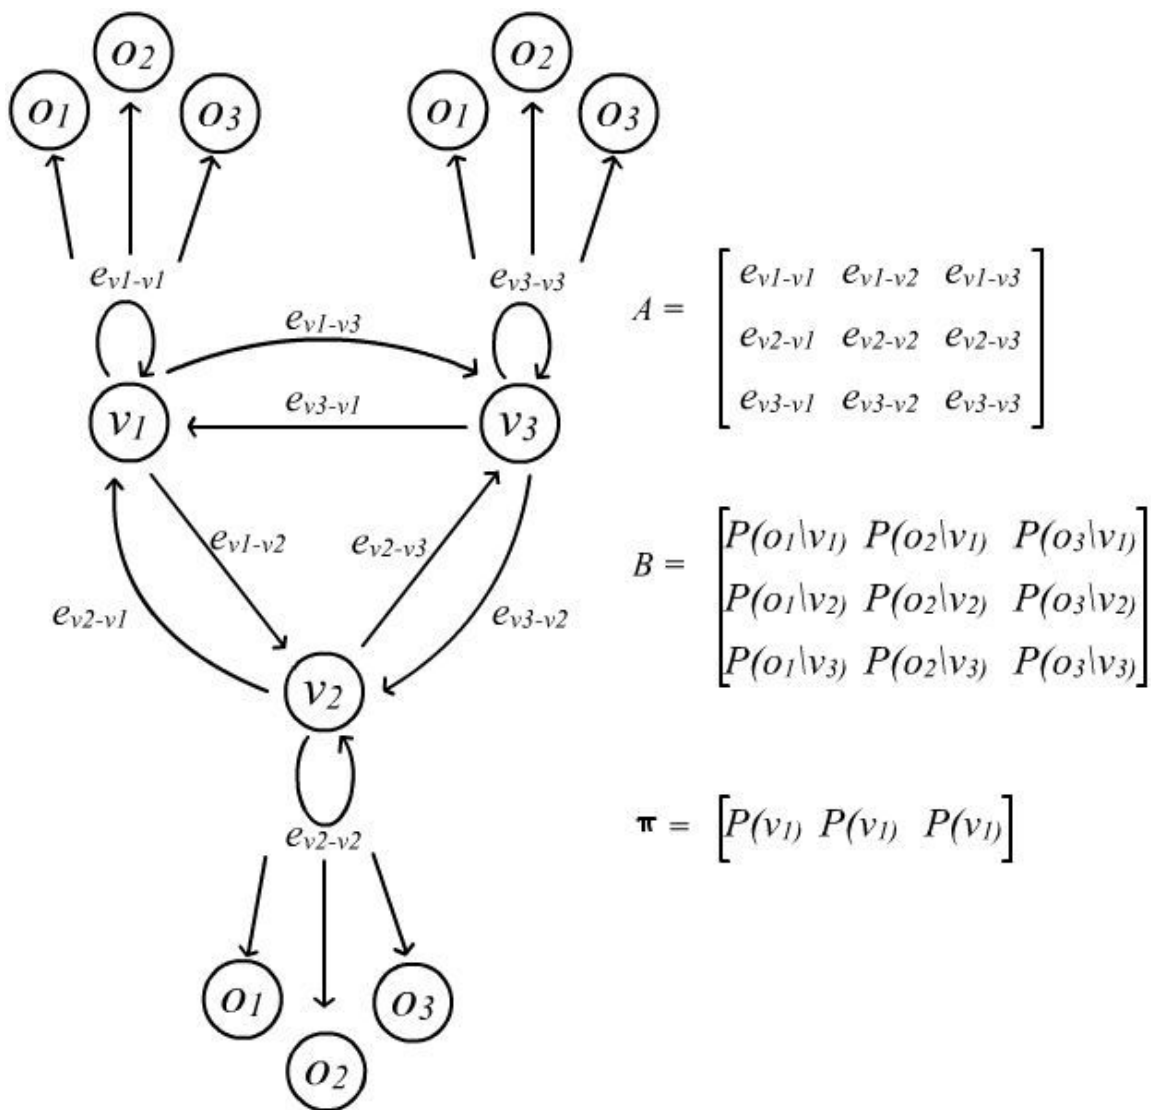 o2 o2
o1 o3 o1 o3
ev1-v1 ev3-v3
ev1-v3
ev3-v1
v1 v3
ev1-v2 ev2-v3
ev2-v1 ev3-v2
v2
ev2-v2
o1 o3
o2
A = [ ev1-v1 ev1-v2 ev1-v3
ev2-v1 ev2-v2 ev2-v3
ev3-v1 ev3-v2 ev3-v3 ]
B = [ P(o1\v1) P(o2\v1) P(o3\v1)
P(o1\v2) P(o2\v2) P(o3\v2)
P(o1\v3) P(o2\v3) P(o3\v3) ]
π = [ P(v1) P(v1) P(v1) ]